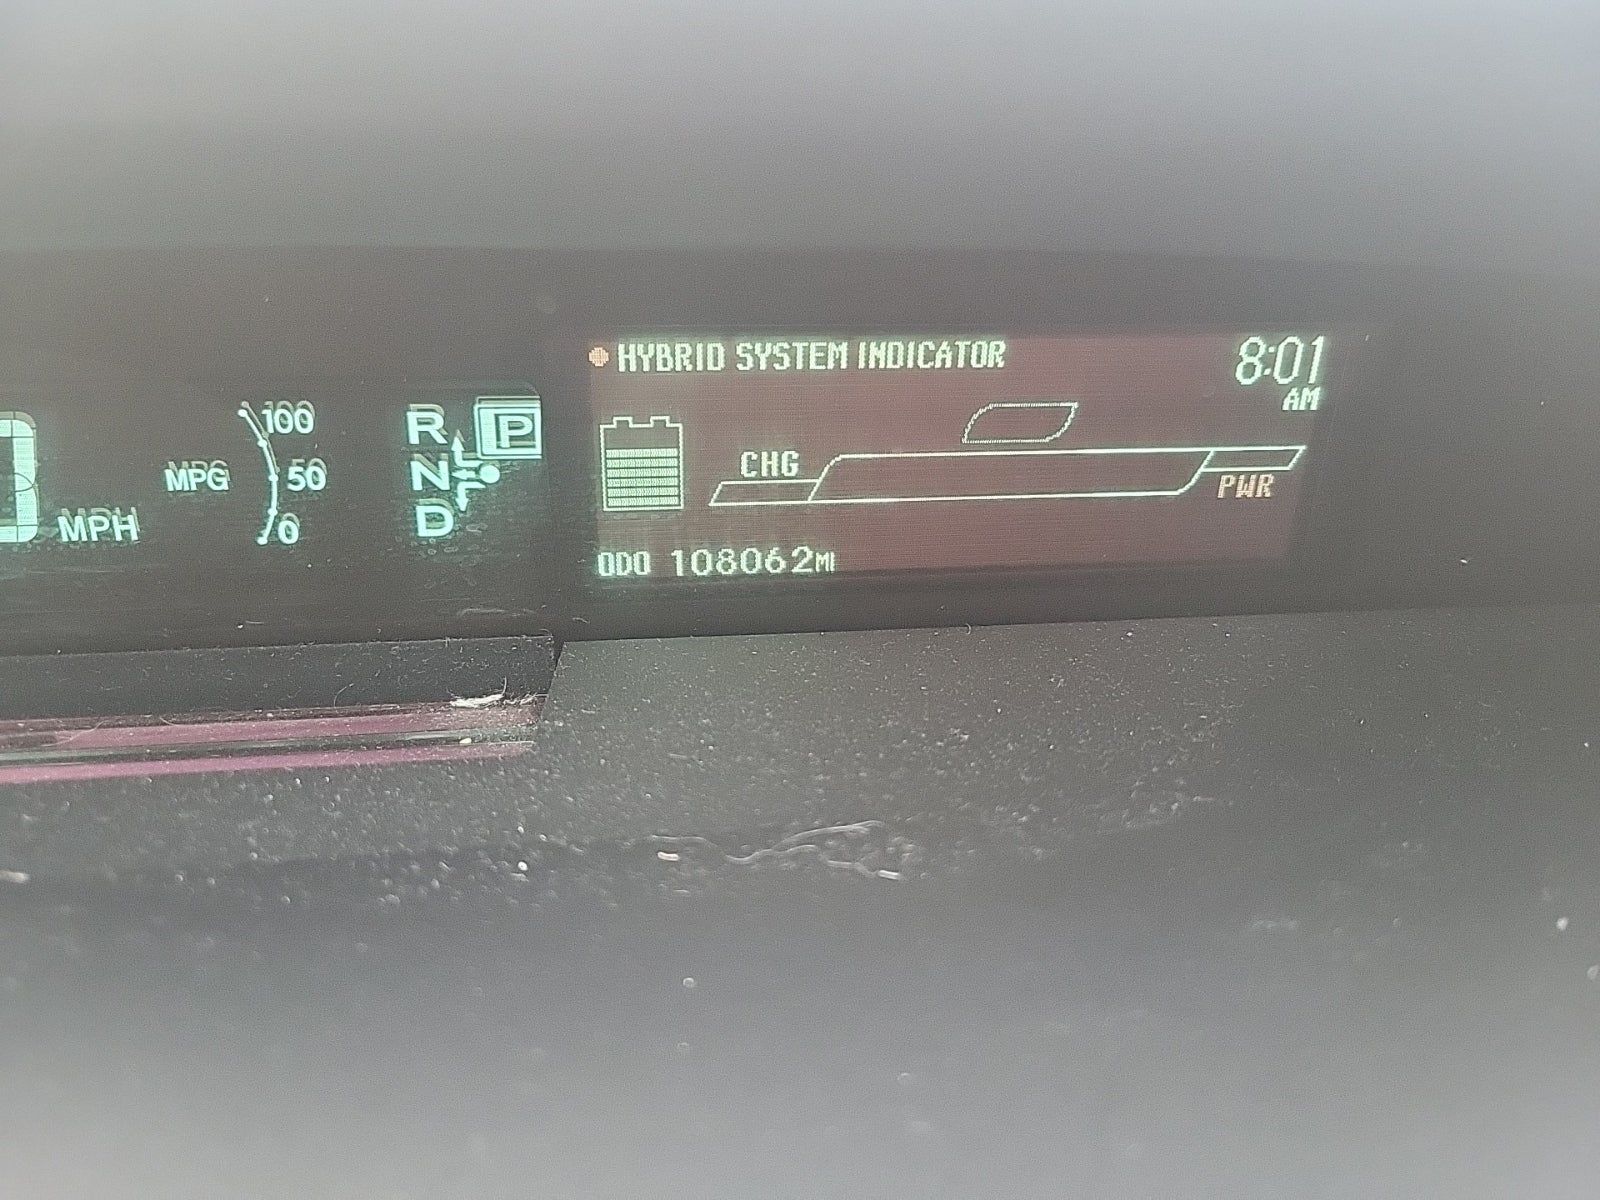 HYBRID SYSTEM INDICATOR
8:01
AM
100
MPG
50
0
MPH
R
P
N
D
CHG
PWR
ODO 108062MI